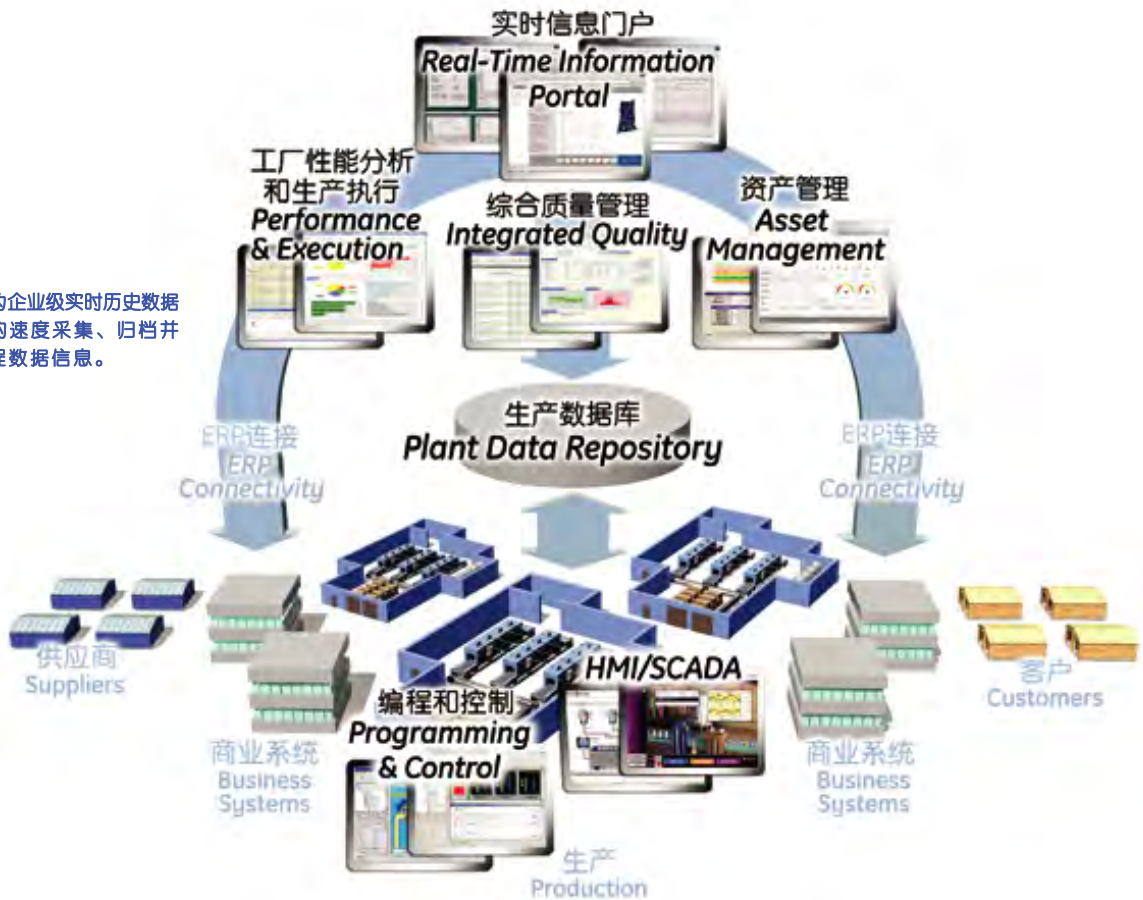 实时信息门户
Real-Time Information
Portal
工厂性能分析
和生产执行
Performance
& Execution
综合质量管理
Integrated Quality
资产管理
Asset
Management
的企业级实时历史数据
的速度采集、归档并
程数据信息。
生产数据库
Plant Data Repository
ERP连接
ERP
Connectivity
ERP连接
ERP
Connectivity
供应商
Suppliers
商业系统
Business
Systems
编程和控制
Programming
& Control
HMI/SCADA
商业系统
Business
Systems
客户
Customers
生产
Production